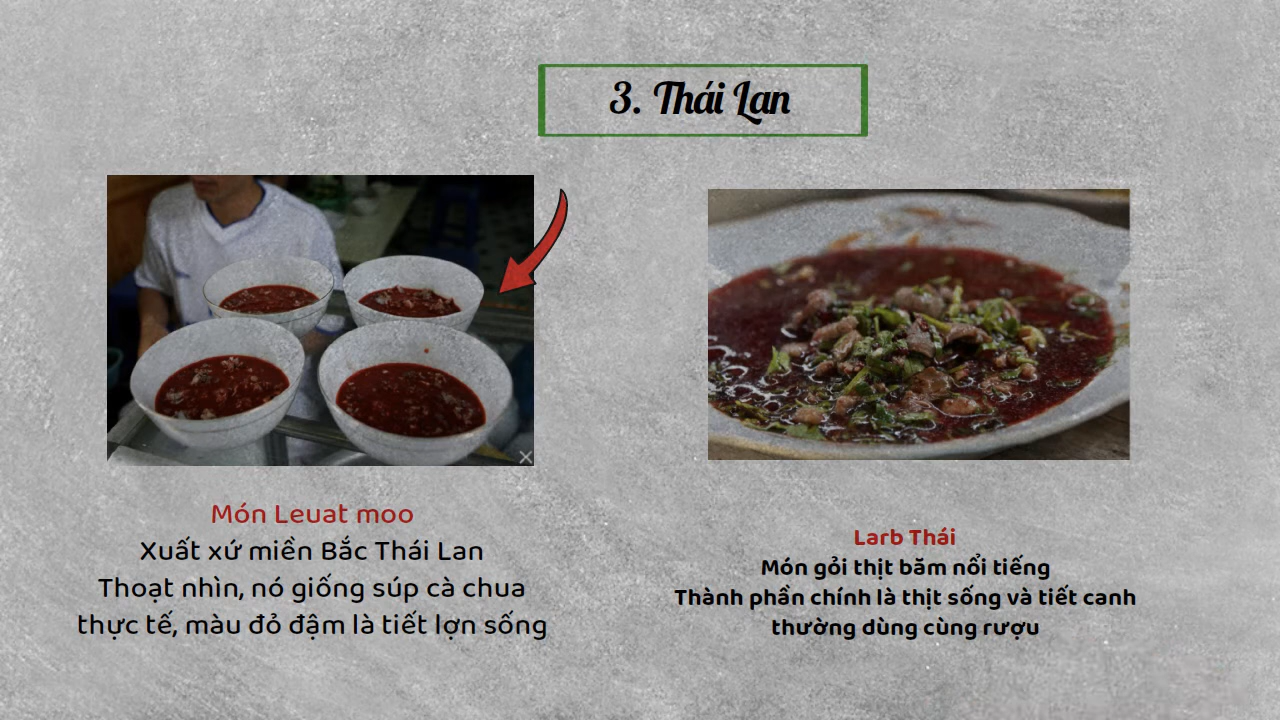 3. Thái Lan
Món Leuat moo
Xuất xứ miền Bắc Thái Lan
Thoạt nhìn, nó giống súp cà chua
thực tế, màu đỏ đậm là tiết lợn sống
Larb Thái
Món gỏi thịt băm nổi tiếng
Thành phần chính là thịt sống và tiết canh
thường dùng cùng rượu